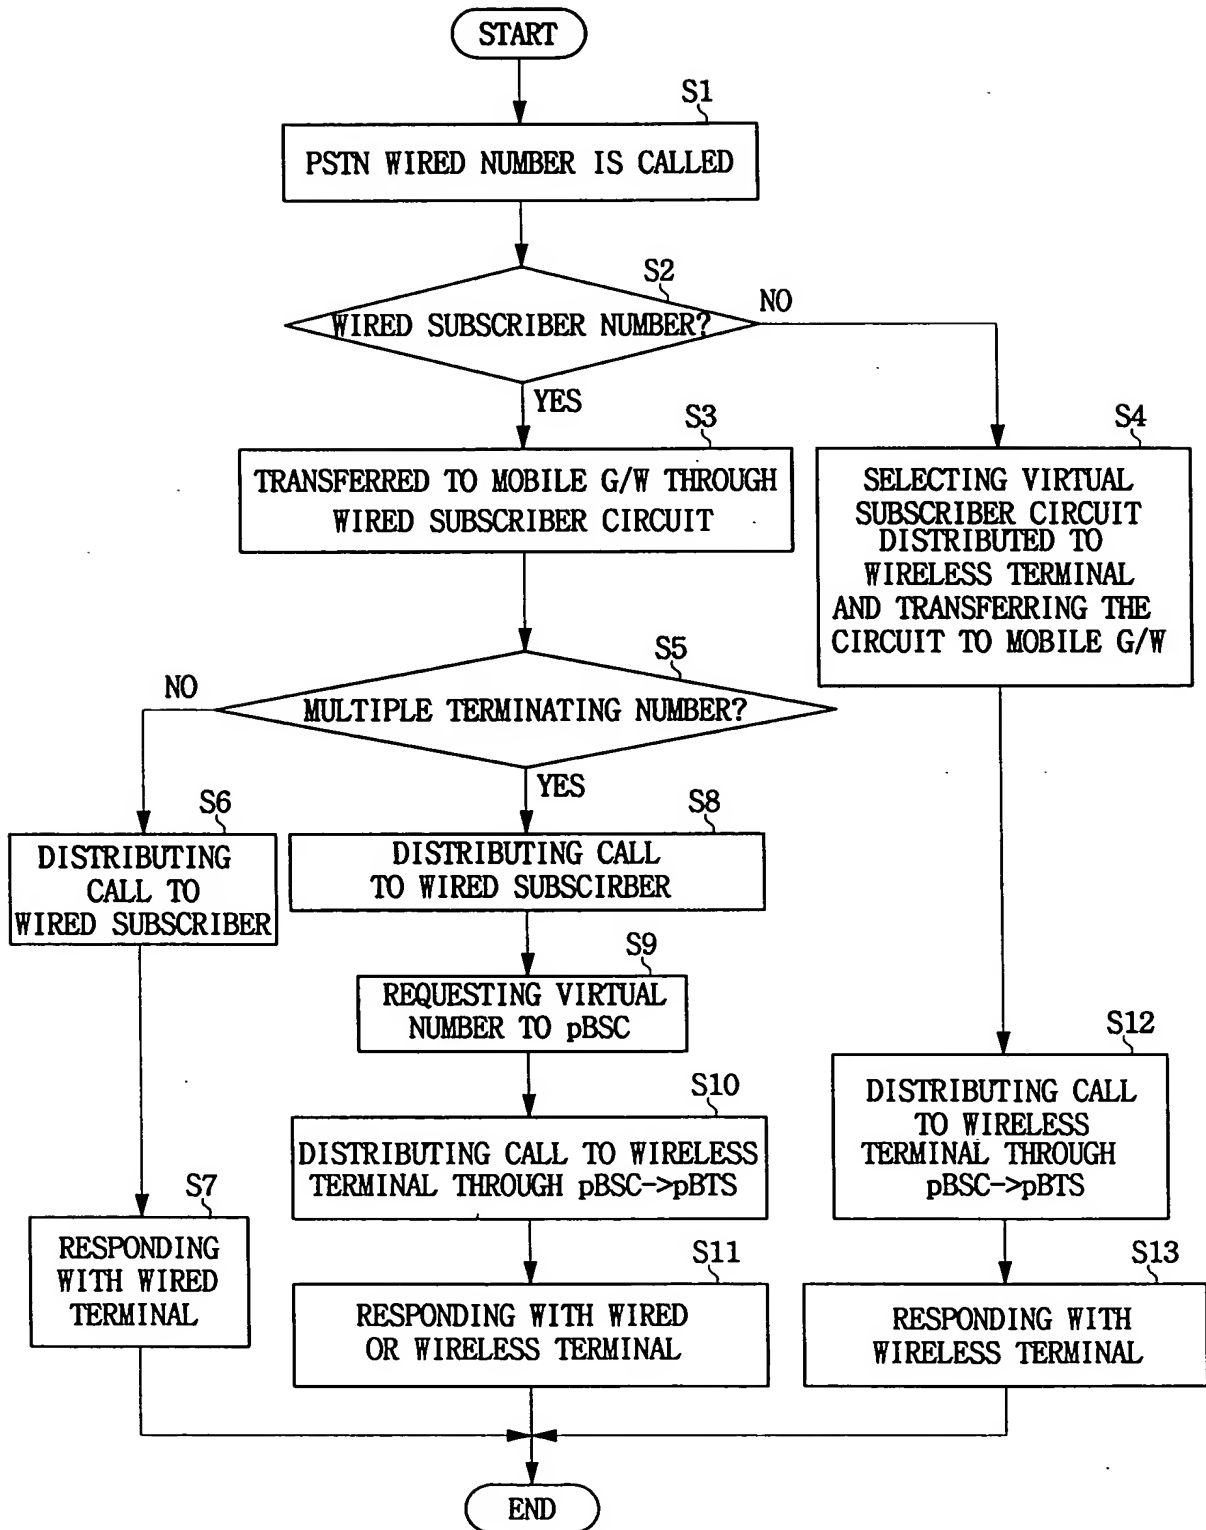 START
S1
PSTN WIRED NUMBER IS CALLED
S2
WIRED SUBSCRIBER NUMBER?
NO
YES
S3
TRANSFERRED TO MOBILE G/W THROUGH
WIRED SUBSCRIBER CIRCUIT
S4
SELECTING VIRTUAL
SUBSCRIBER CIRCUIT
DISTRIBUTED TO
WIRELESS TERMINAL
AND TRANSFERRING THE
CIRCUIT TO MOBILE G/W
S5
MULTIPLE TERMINATING NUMBER?
NO
YES
S6
DISTRIBUTING
CALL TO
WIRED SUBSCRIBER
S8
DISTRIBUTING CALL
TO WIRED SUBSCIRBER
S9
REQUESTING VIRTUAL
NUMBER TO pBSC
S10
DISTRIBUTING CALL TO WIRELESS
TERMINAL THROUGH pBSC->pBTS
S12
DISTRIBUTING CALL
TO WIRELESS
TERMINAL THROUGH
pBSC->pBTS
S7
RESPONDING
WITH WIRED
TERMINAL
S11
RESPONDING WITH WIRED
OR WIRELESS TERMINAL
S13
RESPONDING WITH
WIRELESS TERMINAL
END